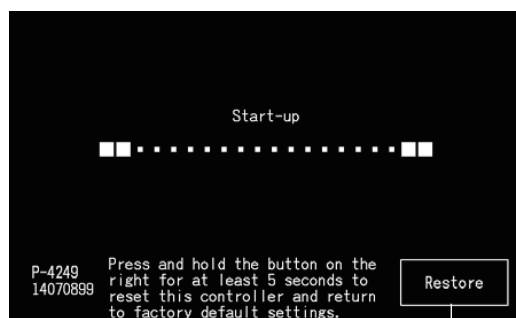 Start-up
P-4249
14070899
Press and hold the button on the
right for at least 5 seconds to
reset this controller and return
to factory default settings.
Restore